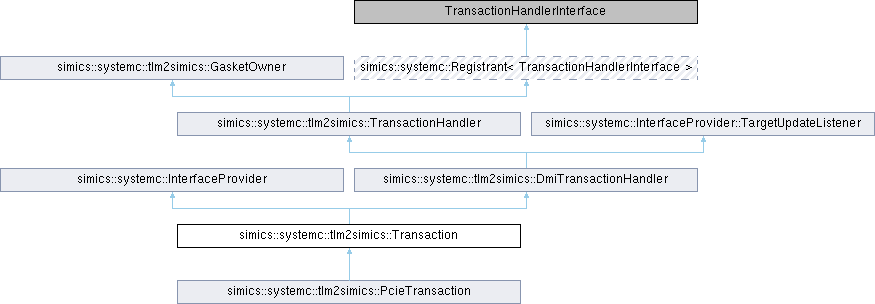 TransactionHandlerInterface
simics::systemc::tlm2simics::GasketOwner
simics::systemc::Registrant< TransactionHandlerInterface >
simics::systemc::tlm2simics::TransactionHandler
simics::systemc::InterfaceProvider::TargetUpdateListener
simics::systemc::InterfaceProvider
simics::systemc::tlm2simics::DmiTransactionHandler
simics::systemc::tlm2simics::Transaction
simics::systemc::tlm2simics::PcieTransaction